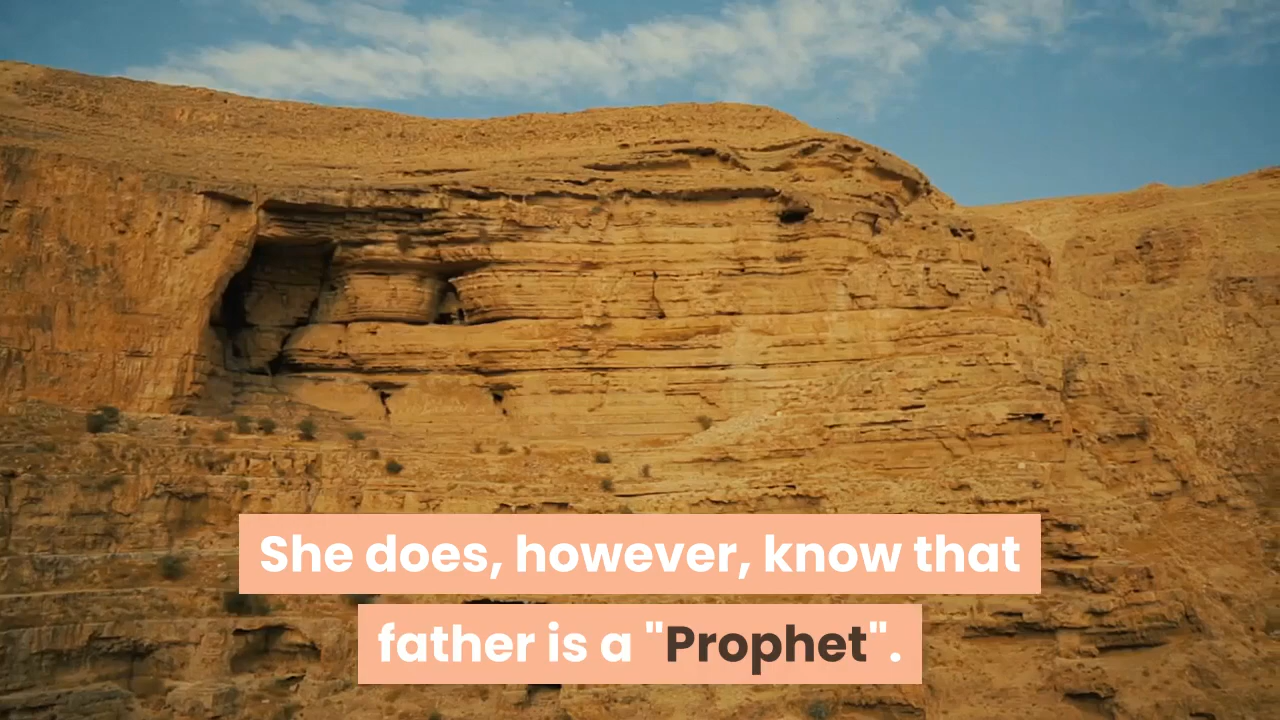 She does, however, know that
father is a "Prophet".